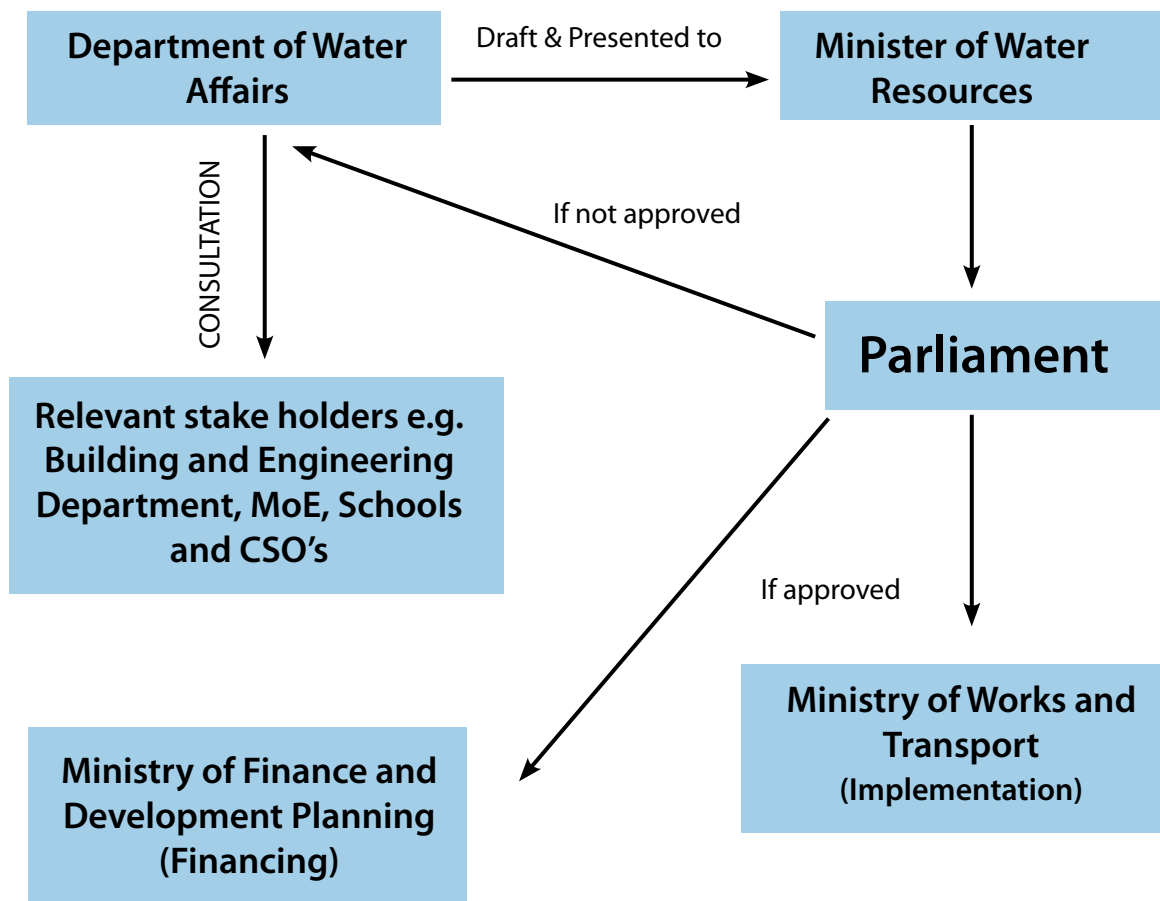 Department of Water
Affairs
Draft & Presented to
Minister of Water
Resources
CONSULTATION
If not approved
Parliament
Relevant stake holders e.g.
Building and Engineering
Department, MoE, Schools
and CSO's
If approved
Ministry of Works and
Transport
(Implementation)
Ministry of Finance and
Development Planning
(Financing)